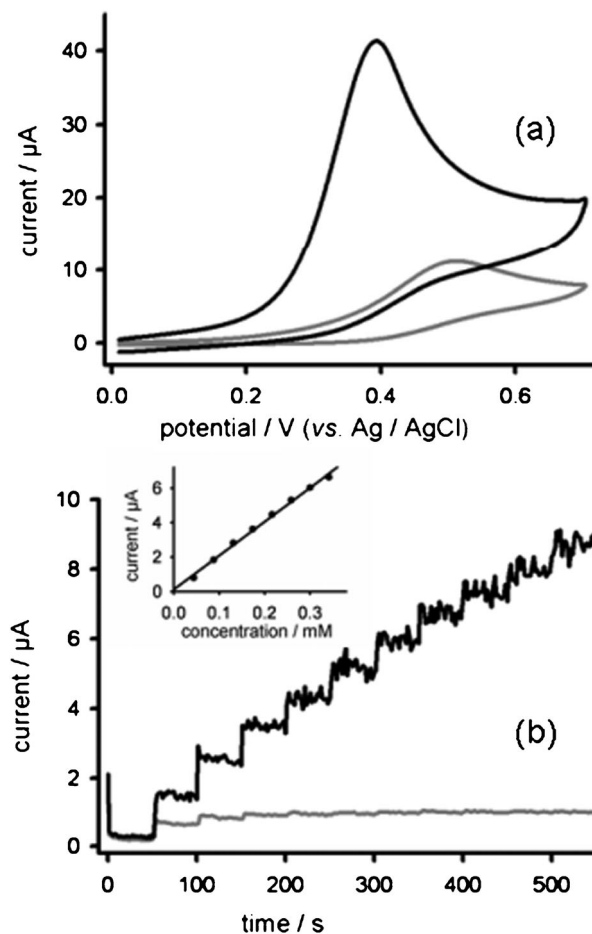 40
30
20
10
0
current / µA
(a)
0.0 0.2 0.4 0.6
potential / V (vs. Ag / AgCl)
10
8
6
4
2
0
current / µA
6
4
2
0
current / µA
0.0 0.1 0.2 0.3
concentration / mM
(b)
0 100 200 300 400 500
time / s